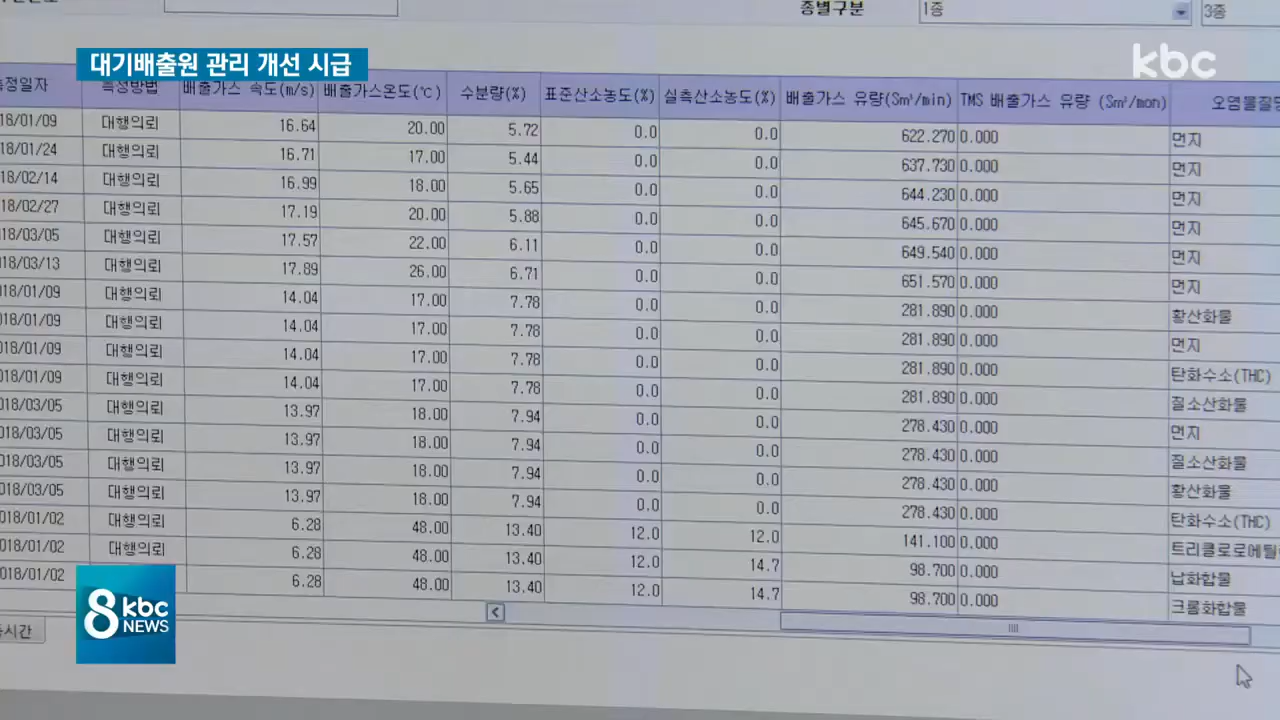 종별구분 1종 3종
대기배출원 관리 개선 시급
kbc
측정일자 측정방법 배출가스 속도(m/s) 배출가스온도(℃) 수분량(%) 표준산소농도(%) 실측산소농도(%) 배출가스 유량(Sm³/min) TMS 배출가스 유량 (Sm³/mon) 오염물질명
18/01/09 대행의뢰 16.64 20.00 5.72 0.0 0.0 622.270 0.000 먼지
18/01/24 대행의뢰 16.71 17.00 5.44 0.0 0.0 637.730 0.000 먼지
18/02/14 대행의뢰 16.99 18.00 5.65 0.0 0.0 644.230 0.000 먼지
18/02/27 대행의뢰 17.19 20.00 5.88 0.0 0.0 645.670 0.000 먼지
018/03/05 대행의뢰 17.57 22.00 6.11 0.0 0.0 649.540 0.000 먼지
018/03/13 대행의뢰 17.89 26.00 6.71 0.0 0.0 651.570 0.000 먼지
018/01/09 대행의뢰 14.04 17.00 7.78 0.0 0.0 281.890 0.000 황산화물
018/01/09 대행의뢰 14.04 17.00 7.78 0.0 0.0 281.890 0.000 먼지
018/01/09 대행의뢰 14.04 17.00 7.78 0.0 0.0 281.890 0.000 탄화수소(THC)
018/01/09 대행의뢰 14.04 17.00 7.78 0.0 0.0 281.890 0.000 질소산화물
018/03/05 대행의뢰 13.97 18.00 7.94 0.0 0.0 278.430 0.000 먼지
018/03/05 대행의뢰 13.97 18.00 7.94 0.0 0.0 278.430 0.000 질소산화물
018/03/05 대행의뢰 13.97 18.00 7.94 0.0 0.0 278.430 0.000 황산화물
018/03/05 대행의뢰 13.97 18.00 7.94 0.0 0.0 278.430 0.000 탄화수소(THC)
018/01/02 대행의뢰 6.28 48.00 13.40 12.0 12.0 141.100 0.000 트리클로로에틸
018/01/02 대행의뢰 6.28 48.00 13.40 12.0 14.7 98.700 0.000 납화합물
018/01/02 6.28 48.00 13.40 12.0 14.7 98.700 0.000 크롬화합물
8 kbc NEWS
시간